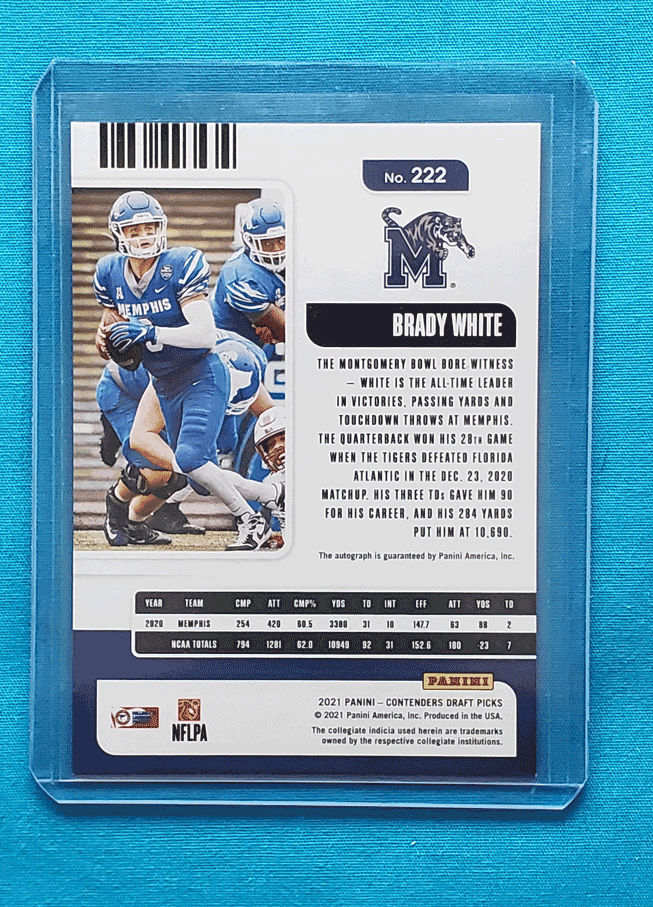 No. 222
M
®
BRADY WHITE
MEMPHIS
THE MONTGOMERY BOWL BORE WITNESS
– WHITE IS THE ALL-TIME LEADER
IN VICTORIES, PASSING YARDS AND
TOUCHDOWN THROWS AT MEMPHIS.
THE QUARTERBACK WON HIS 28TH GAME
WHEN THE TIGERS DEFEATED FLORIDA
ATLANTIC IN THE DEC. 23, 2020
MATCHUP. HIS THREE TDs GAVE HIM 90
FOR HIS CAREER, AND HIS 284 YARDS
PUT HIM AT 10,690.
The autograph is guaranteed by Panini America, Inc.
YEAR TEAM CMP ATT CMP% YDS TD INT EFF ATT YDS TD
2020 MEMPHIS 254 420 60.5 3380 31 10 147.7 63 88 2
NCAA TOTALS 794 1281 62.0 10949 92 31 152.6 180 -23 7
PANINI
2021 PANINI – CONTENDERS DRAFT PICKS
© 2021 Panini America, Inc. Produced in the USA.
The collegiate indicia used herein are trademarks
owned by the respective collegiate institutions.
NFLPA